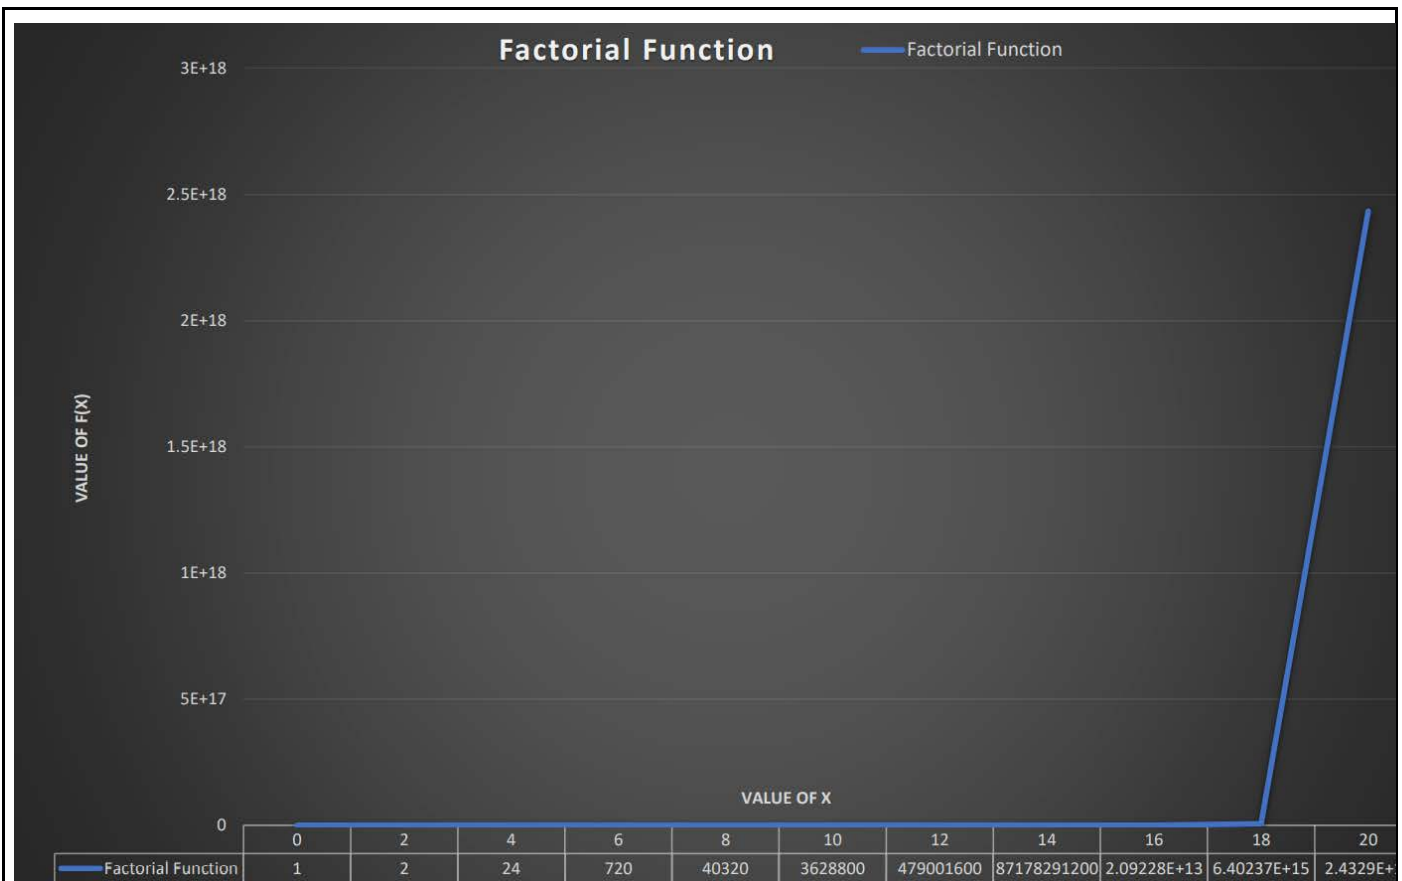 Factorial Function
Factorial Function
3E+18
2.5E+18
2E+18
1.5E+18
1E+18
5E+17
0
VALUE OF F(X)
VALUE OF X
0 2 4 6 8 10 12 14 16 18 20
Factorial Function 1 2 24 720 40320 3628800 479001600 87178291200 2.09228E+13 6.40237E+15 2.4329E+